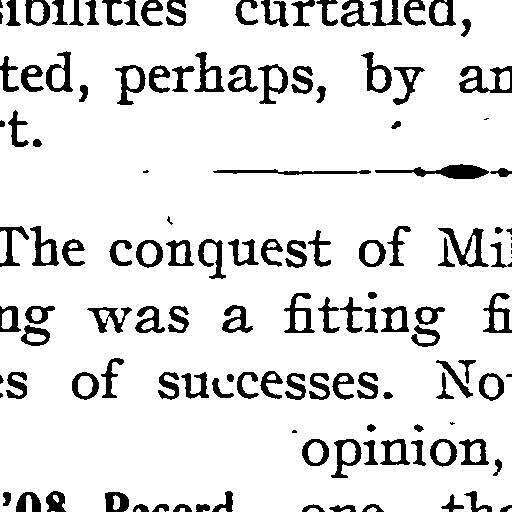 sibilities curtailed,
ted, perhaps, by an
rt.
The conquest of Mil
ng was a fitting fi
es of successes. No
opinion,
'08 Record one the